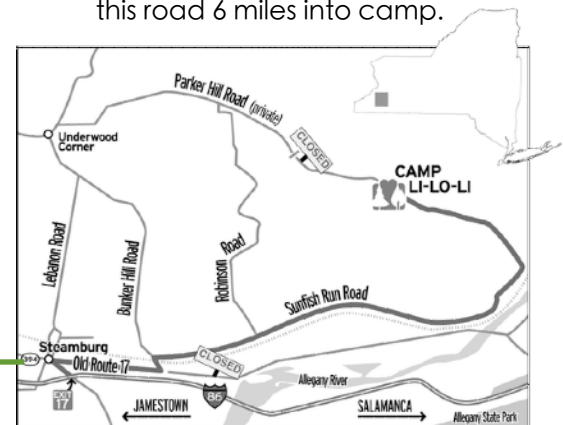 this road 6 miles into camp.
Parker Hill Road (private)
CLOSED
Underwood
Corner
CAMP
LI-LO-LI
Lebanon Road
Bunker Hill Road
Robinson Road
Sunfish Run Road
Steamburg
394
Old Route 17
CLOSED
EXIT
17
86
Allegany River
JAMESTOWN
SALAMANCA
Allegany State Park